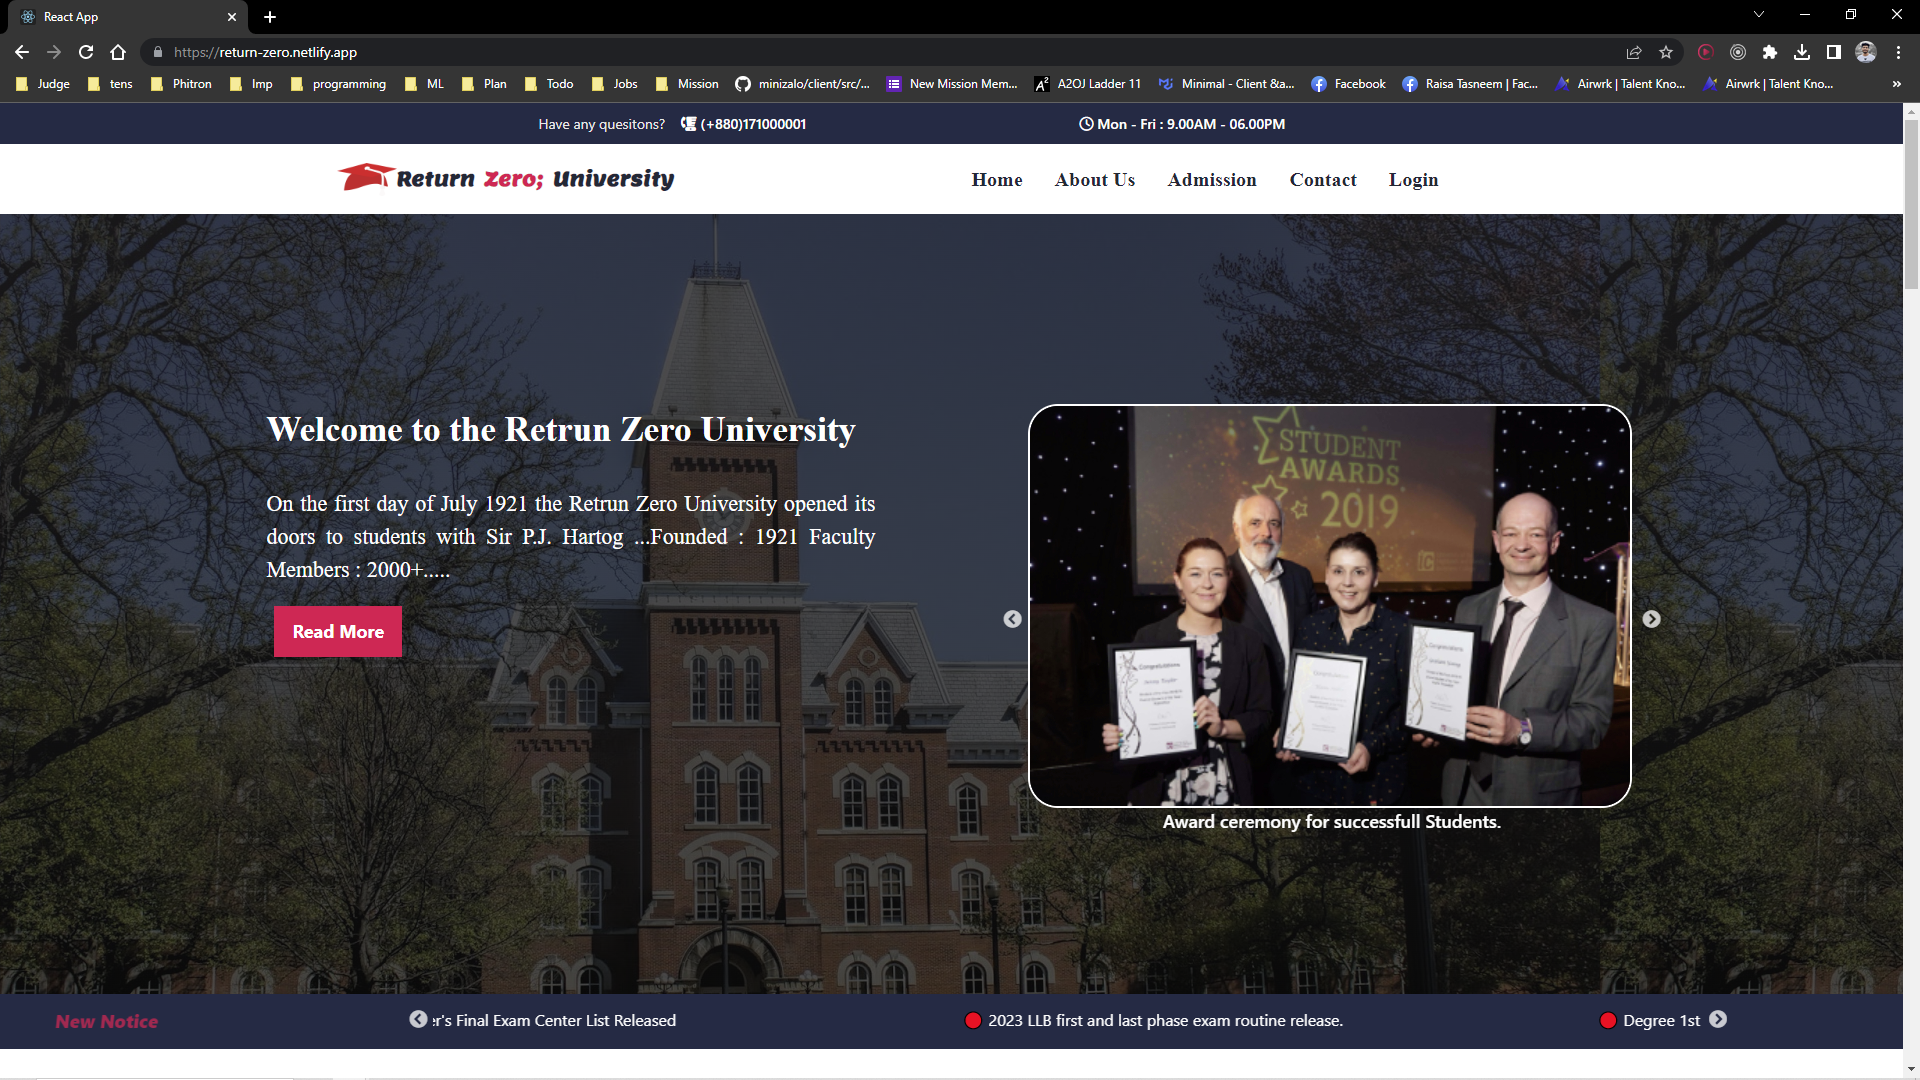 React App
https://return-zero.netlify.app
Judge tens Phitron Imp programming ML Plan Todo Jobs Mission minizalo/client/src/... New Mission Mem... A2OJ Ladder 11 Minimal - Client &a... Facebook Raisa Tasneem | Fac... Airwrk | Talent Kno... Airwrk | Talent Kno... »
Have any quesitons? (+880)171000001 Mon - Fri : 9.00AM - 06.00PM
Return Zero; University
Home About Us Admission Contact Login
Welcome to the Retrun Zero University
On the first day of July 1921 the Retrun Zero University opened its
doors to students with Sir P.J. Hartog ...Founded : 1921 Faculty
Members : 2000+.....
Read More
STUDENT
AWARDS
2019
Congratulations
Award ceremony for successfull Students.
New Notice
er's Final Exam Center List Released
2023 LLB first and last phase exam routine release.
Degree 1st